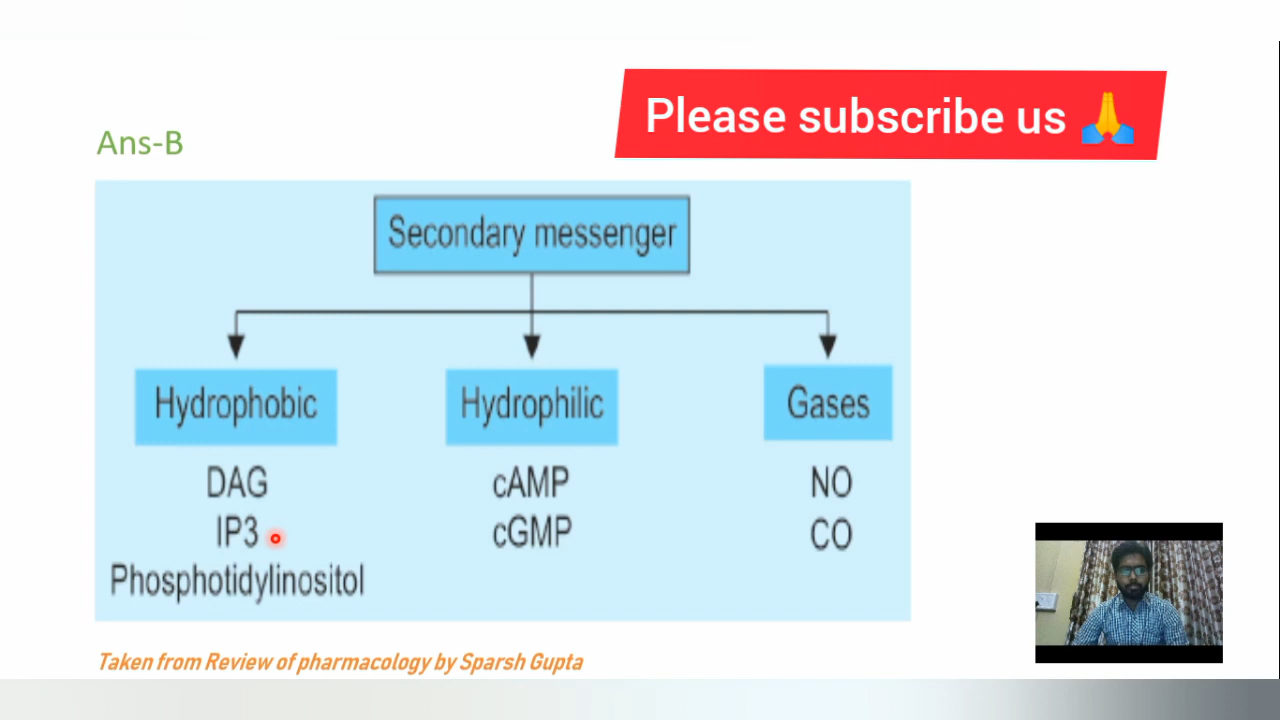 Please subscribe us 🙏
Ans-B
Secondary messenger
Hydrophobic
DAG
IP3
Phosphotidylinositol
Hydrophilic
cAMP
cGMP
Gases
NO
CO
Taken from Review of pharmacology by Sparsh Gupta